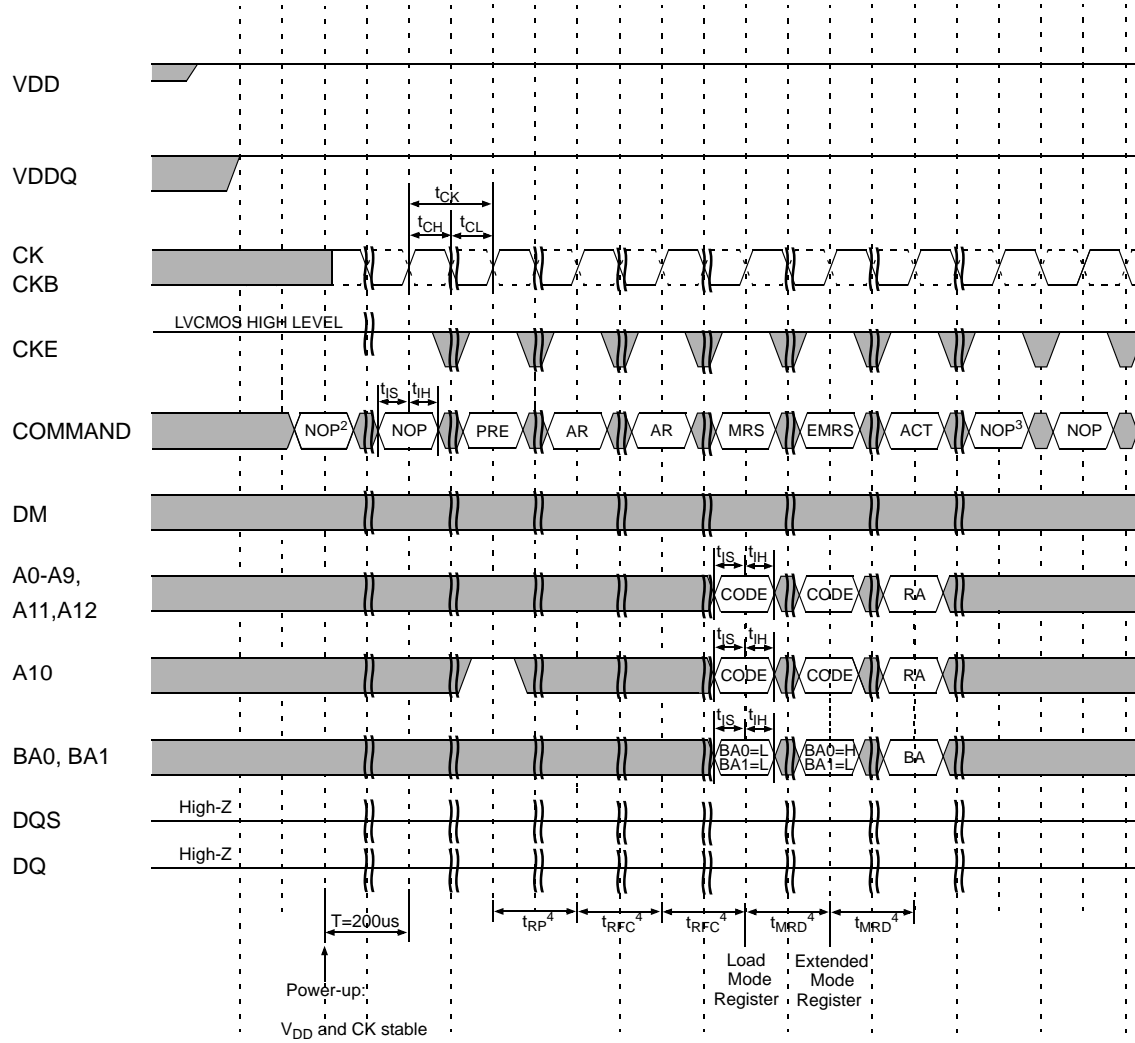 VDD
VDDQ
tCK
tCH tCL
CK
CKB
LVCMOS HIGH LEVEL
CKE
tIS tIH
COMMAND NOP2 NOP PRE AR AR MRS EMRS ACT NOP3 NOP
DM
A0-A9,
A11,A12
tIS tIH
CODE CODE RA
A10
tIS tIH
CODE CODE RA
BA0, BA1
tIS tIH
BA0=L BA0=H
BA1=L BA1=L
BA
DQS High-Z
DQ High-Z
T=200us tRP4 tRFC4 tRFC4 tMRD4 tMRD4
Load Extended
Mode Mode
Register Register
Power-up:
VDD and CK stable